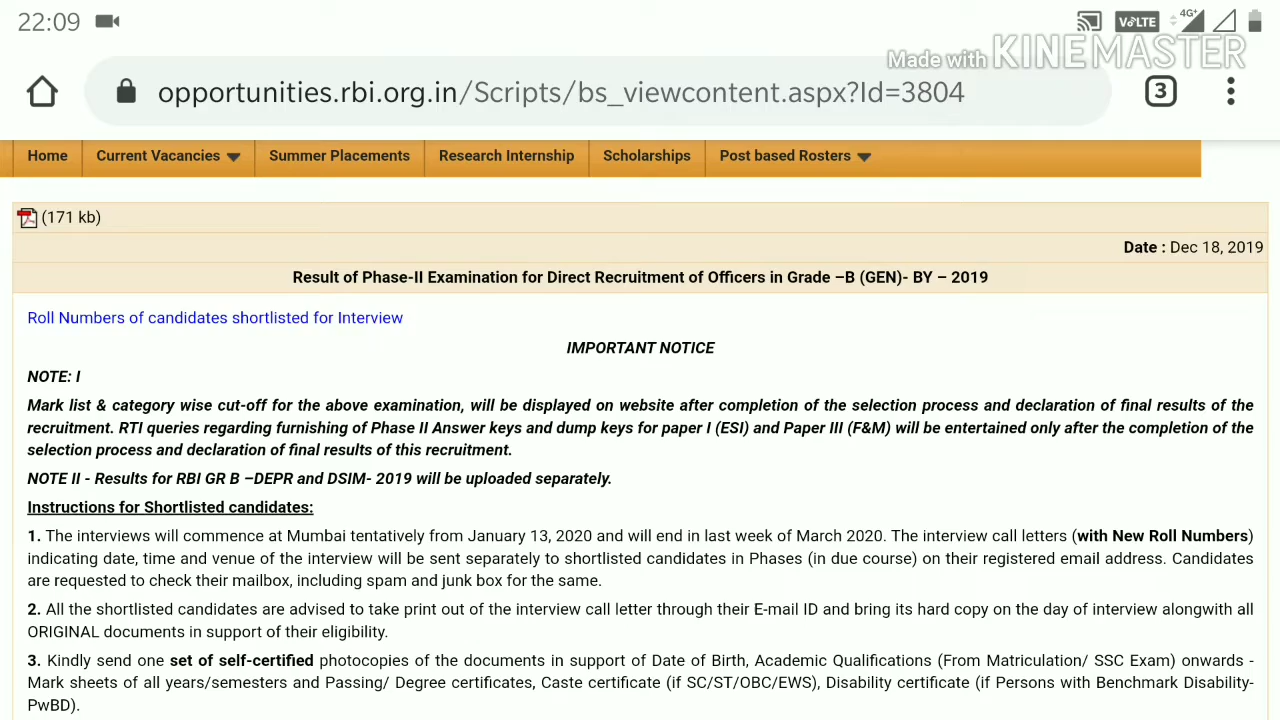 22:09
VoLTE 4G+
Made with KINEMASTER
opportunities.rbi.org.in/Scripts/bs_viewcontent.aspx?Id=3804
3
Home Current Vacancies Summer Placements Research Internship Scholarships Post based Rosters
(171 kb)
Date : Dec 18, 2019
Result of Phase-II Examination for Direct Recruitment of Officers in Grade –B (GEN)- BY – 2019
Roll Numbers of candidates shortlisted for Interview
IMPORTANT NOTICE
NOTE: I
Mark list & category wise cut-off for the above examination, will be displayed on website after completion of the selection process and declaration of final results of the
recruitment. RTI queries regarding furnishing of Phase II Answer keys and dump keys for paper I (ESI) and Paper III (F&M) will be entertained only after the completion of the
selection process and declaration of final results of this recruitment.
NOTE II - Results for RBI GR B –DEPR and DSIM- 2019 will be uploaded separately.
Instructions for Shortlisted candidates:
1. The interviews will commence at Mumbai tentatively from January 13, 2020 and will end in last week of March 2020. The interview call letters (with New Roll Numbers)
indicating date, time and venue of the interview will be sent separately to shortlisted candidates in Phases (in due course) on their registered email address. Candidates
are requested to check their mailbox, including spam and junk box for the same.
2. All the shortlisted candidates are advised to take print out of the interview call letter through their E-mail ID and bring its hard copy on the day of interview alongwith all
ORIGINAL documents in support of their eligibility.
3. Kindly send one set of self-certified photocopies of the documents in support of Date of Birth, Academic Qualifications (From Matriculation/ SSC Exam) onwards -
Mark sheets of all years/semesters and Passing/ Degree certificates, Caste certificate (if SC/ST/OBC/EWS), Disability certificate (if Persons with Benchmark Disability-
PwBD).